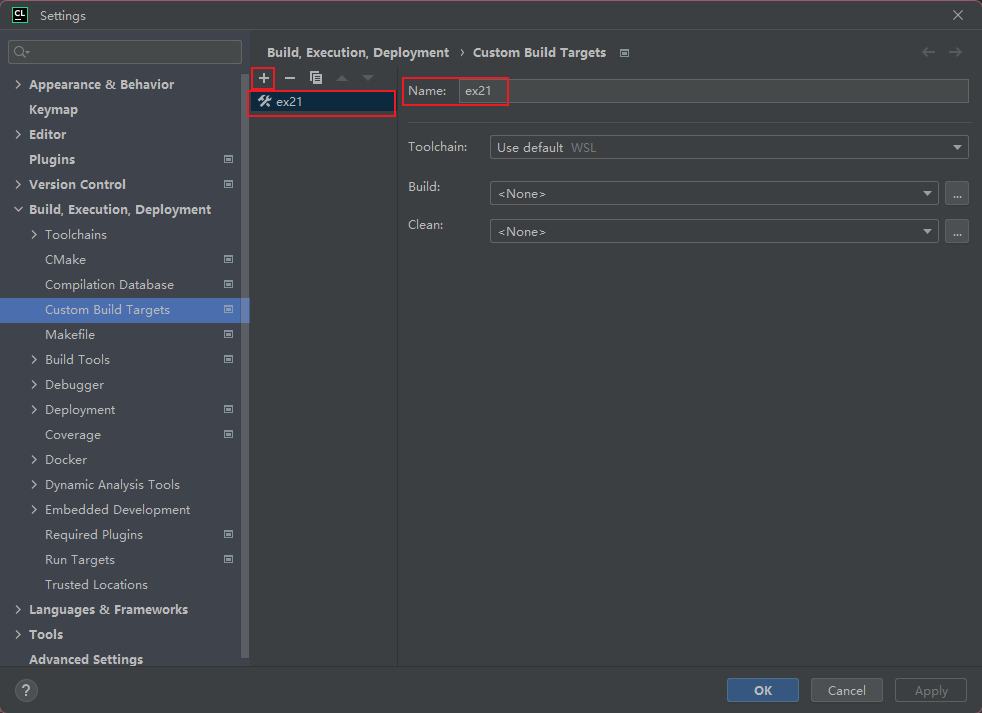 CL Settings
Appearance & Behavior
Keymap
Editor
Plugins
Version Control
Build, Execution, Deployment
Toolchains
CMake
Compilation Database
Custom Build Targets
Makefile
Build Tools
Debugger
Deployment
Coverage
Docker
Dynamic Analysis Tools
Embedded Development
Required Plugins
Run Targets
Trusted Locations
Languages & Frameworks
Tools
Advanced Settings
Build, Execution, Deployment › Custom Build Targets
ex21
Name: ex21
Toolchain: Use default WSL
Build: <None> ...
Clean: <None> ...
? OK Cancel Apply